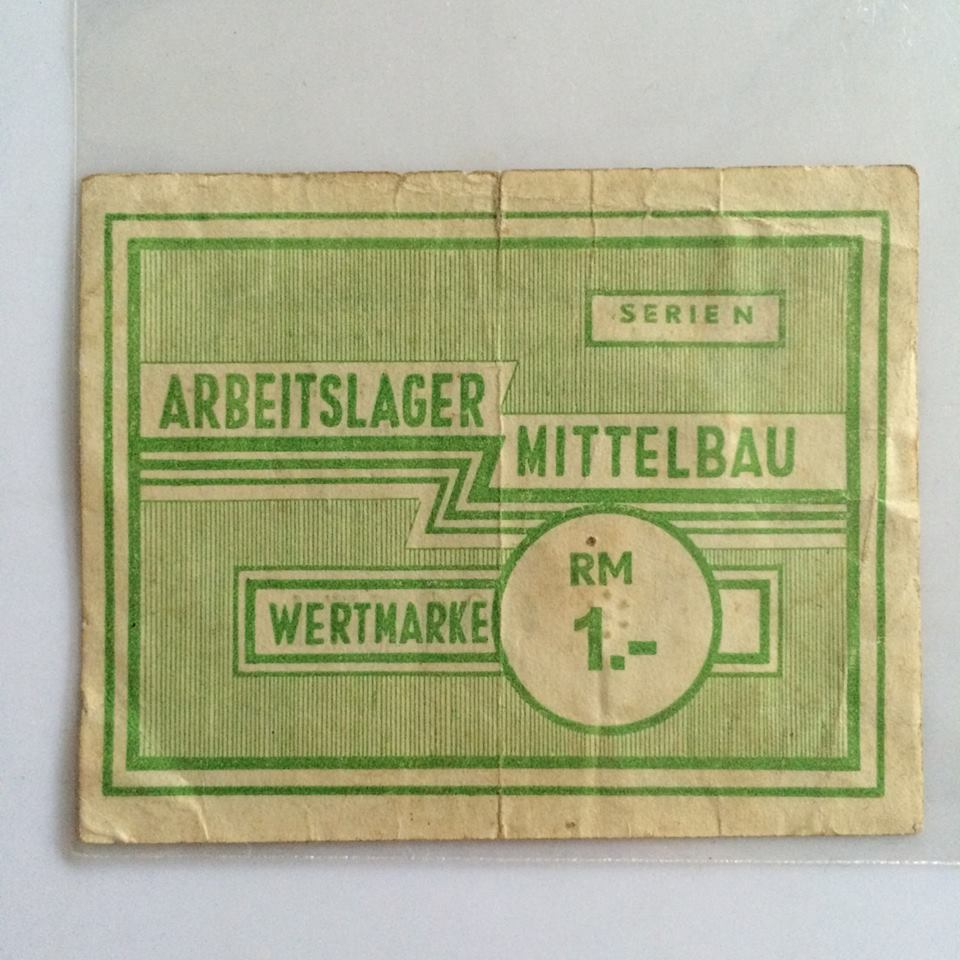 SERIE N
ARBEITSLAGER
MITTELBAU
RM
WERTMARKE
1.-